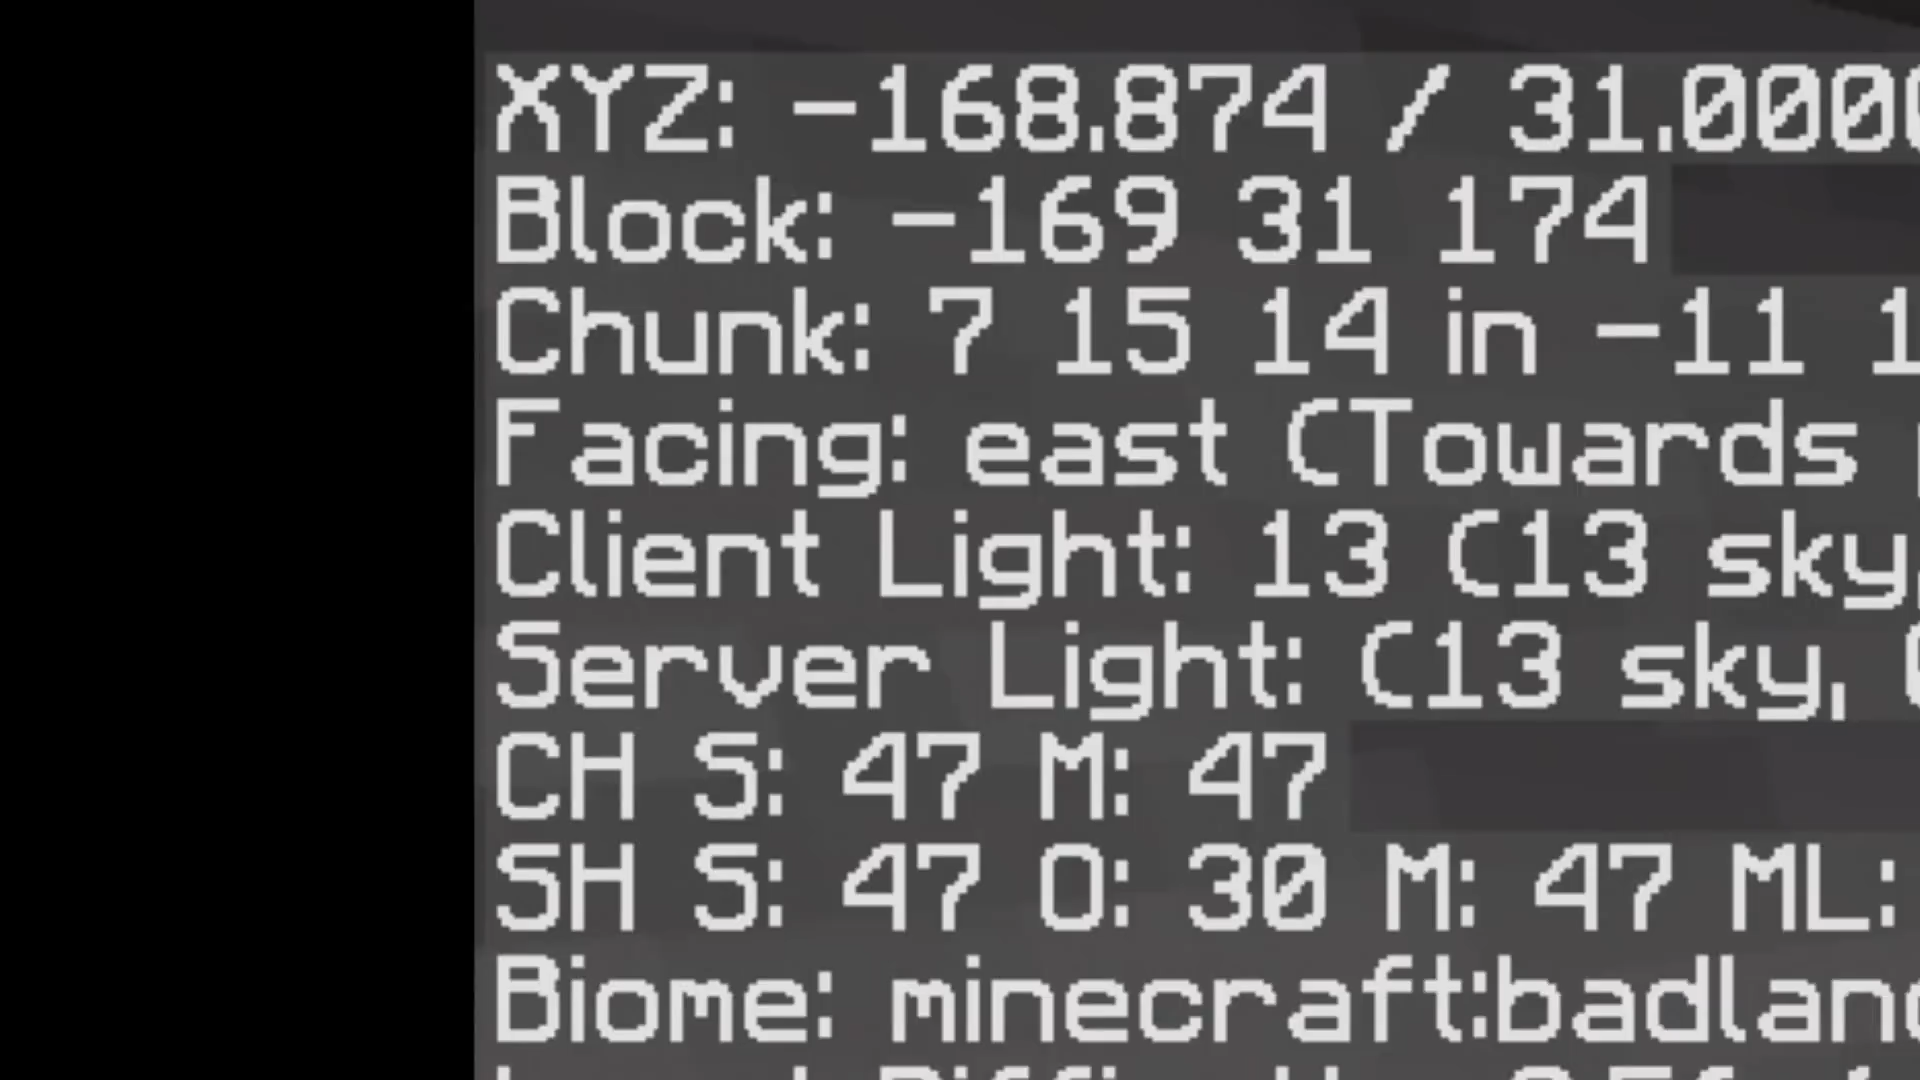 XYZ: -168.874 / 31.000
Block: -169 31 174
Chunk: 7 15 14 in -11 1
Facing: east (Towards
Client Light: 13 (13 sky,
Server Light: (13 sky,
CH S: 47 M: 47
SH S: 47 O: 30 M: 47 ML:
Biome: minecraft:badlan